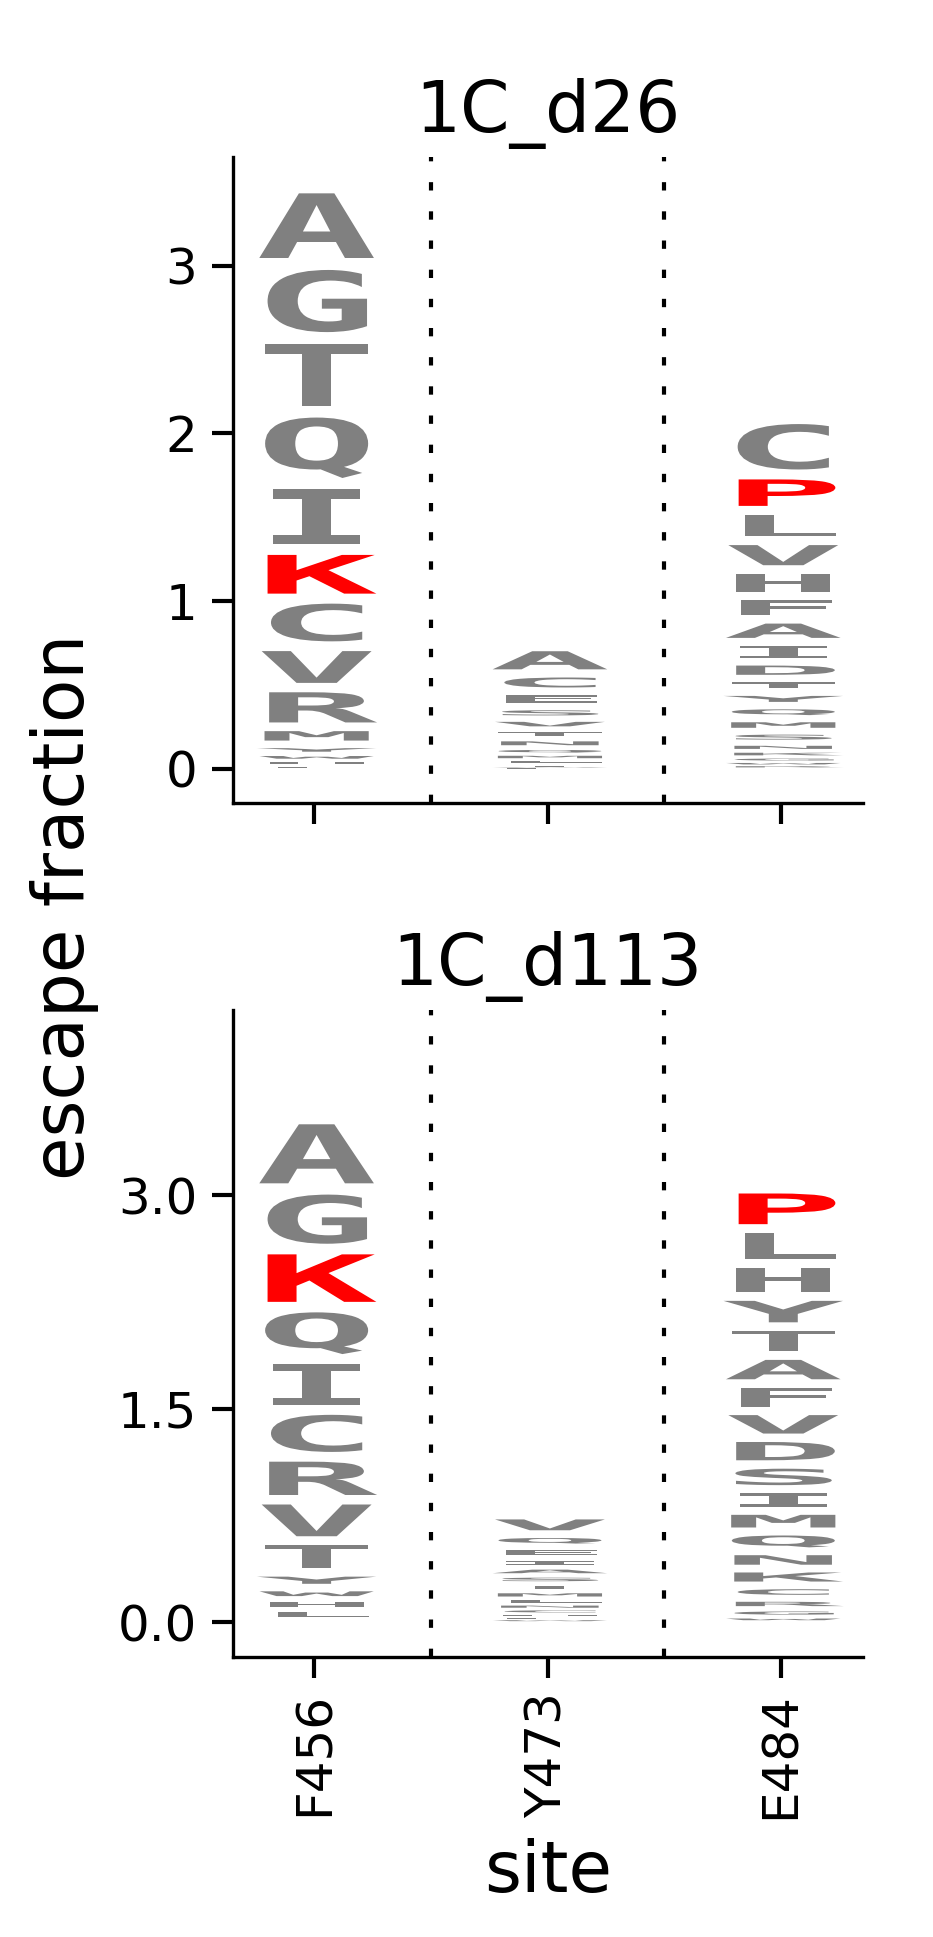 1C_d26
3
2
1
0
A
G
T
Q
I
K
C
V
R
M
A
C
C
P
L
V
H
F
A
I
D
T
escape fraction
1C_d113
3.0
1.5
0.0
A
G
K
Q
I
C
R
V
T
V
P
L
H
Y
T
A
F
V
D
S
I
M
Q
N
K
F456
Y473
E484
site